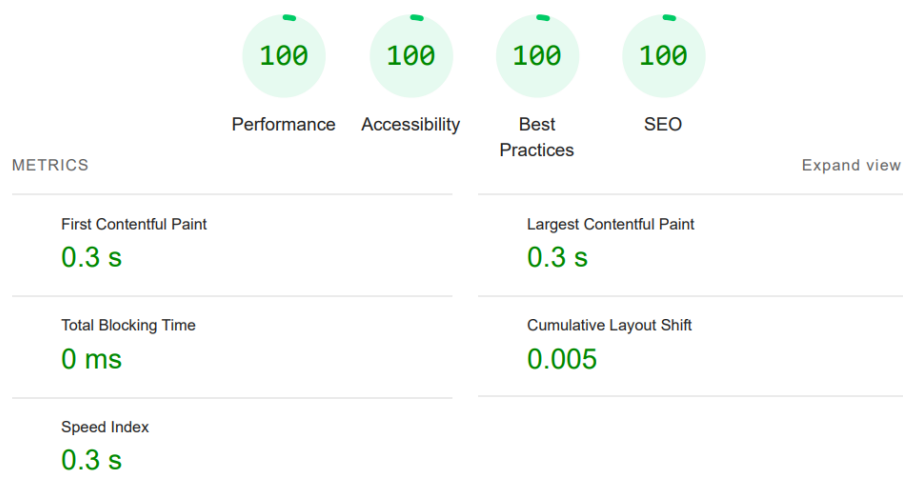 100
100
100
100
Performance
Accessibility
Best
Practices
SEO
METRICS
Expand view
First Contentful Paint
0.3 s
Largest Contentful Paint
0.3 s
Total Blocking Time
0 ms
Cumulative Layout Shift
0.005
Speed Index
0.3 s